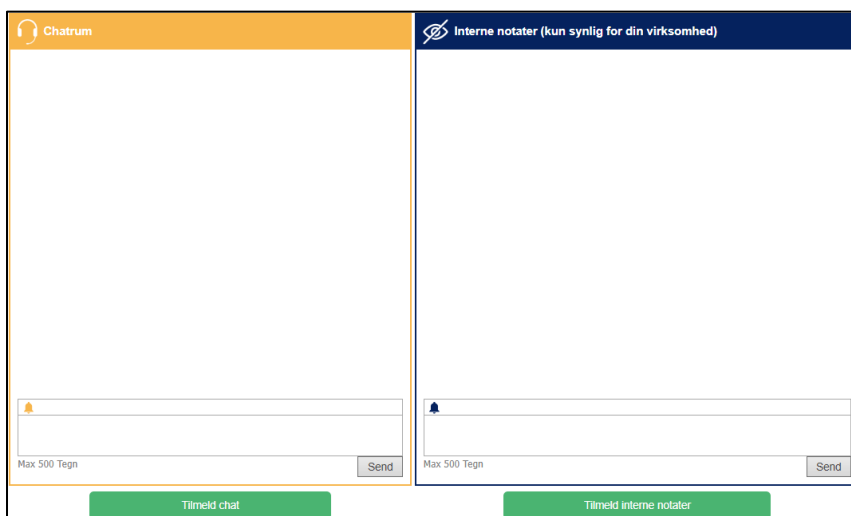 Chatrum
Interne notater (kun synlig for din virksomhed)
Max 500 Tegn
Send
Max 500 Tegn
Send
Tilmeld chat
Tilmeld interne notater